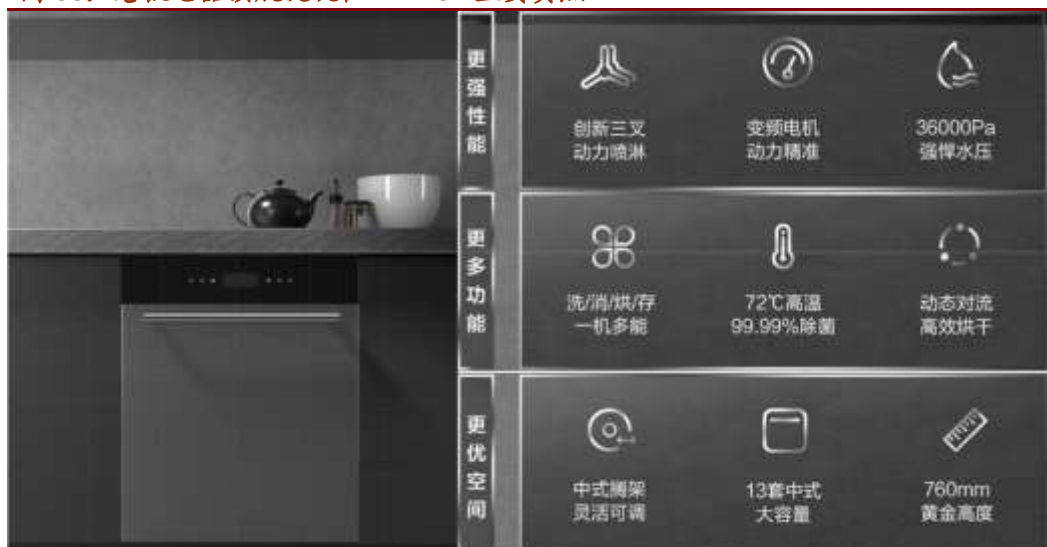 更强性能
创新三叉
动力喷淋
变频电机
动力精准
36000Pa
强悍水压
更多功能
洗/消/烘/存
一机多能
72℃高温
99.99%除菌
动态对流
高效烘干
更优空间
中式搁架
灵活可调
13套中式
大容量
760mm
黄金高度